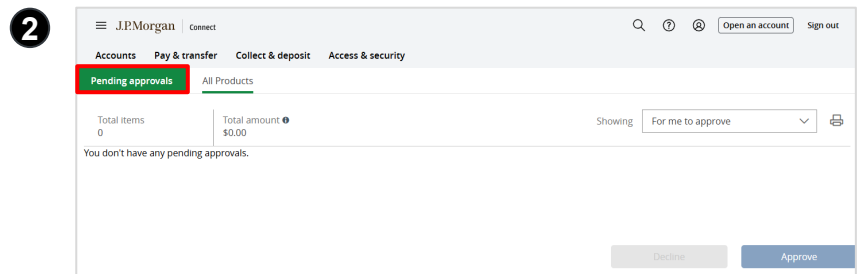 2
J.P.Morgan Connect Open an account Sign out
Accounts Pay & transfer Collect & deposit Access & security
Pending approvals All Products
Total items Total amount
0 $0.00
Showing For me to approve
You don't have any pending approvals.
Decline Approve